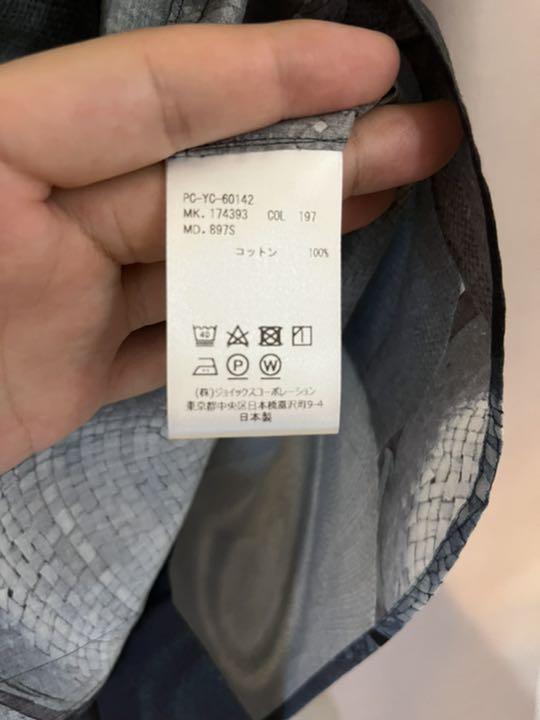 PC-YC-60142
MK. 174393 COL 197
MD. 897S
コットン 100%
40
P W
(株)ジョイックスコーポレーション
東京都中央区日本橋富沢町9-4
日本製